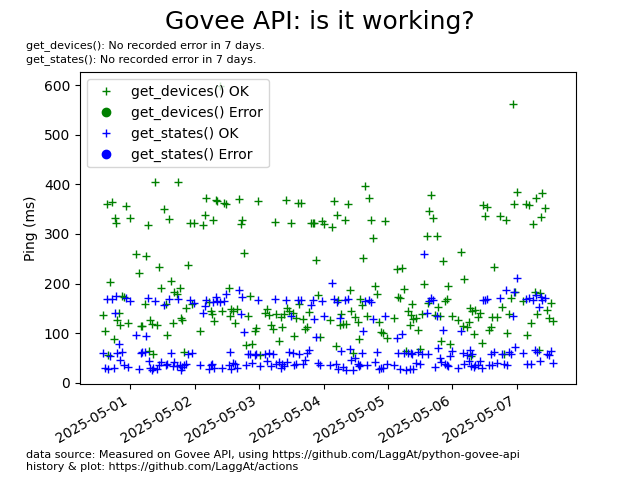 Govee API: is it working?
get_devices(): No recorded error in 7 days.
get_states(): No recorded error in 7 days.
get_devices() OK
get_devices() Error
get_states() OK
get_states() Error
Ping (ms)
600
500
400
300
200
100
0
2025-05-01
2025-05-02
2025-05-03
2025-05-04
2025-05-05
2025-05-06
2025-05-07
data source: Measured on Govee API, using https://github.com/LaggAt/python-govee-api
history & plot: https://github.com/LaggAt/actions